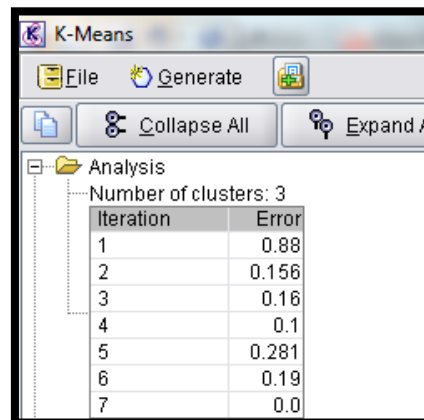 K-Means
File Generate
Collapse All Expand A
Analysis
Number of clusters: 3
Iteration Error
1 0.88
2 0.156
3 0.16
4 0.1
5 0.281
6 0.19
7 0.0